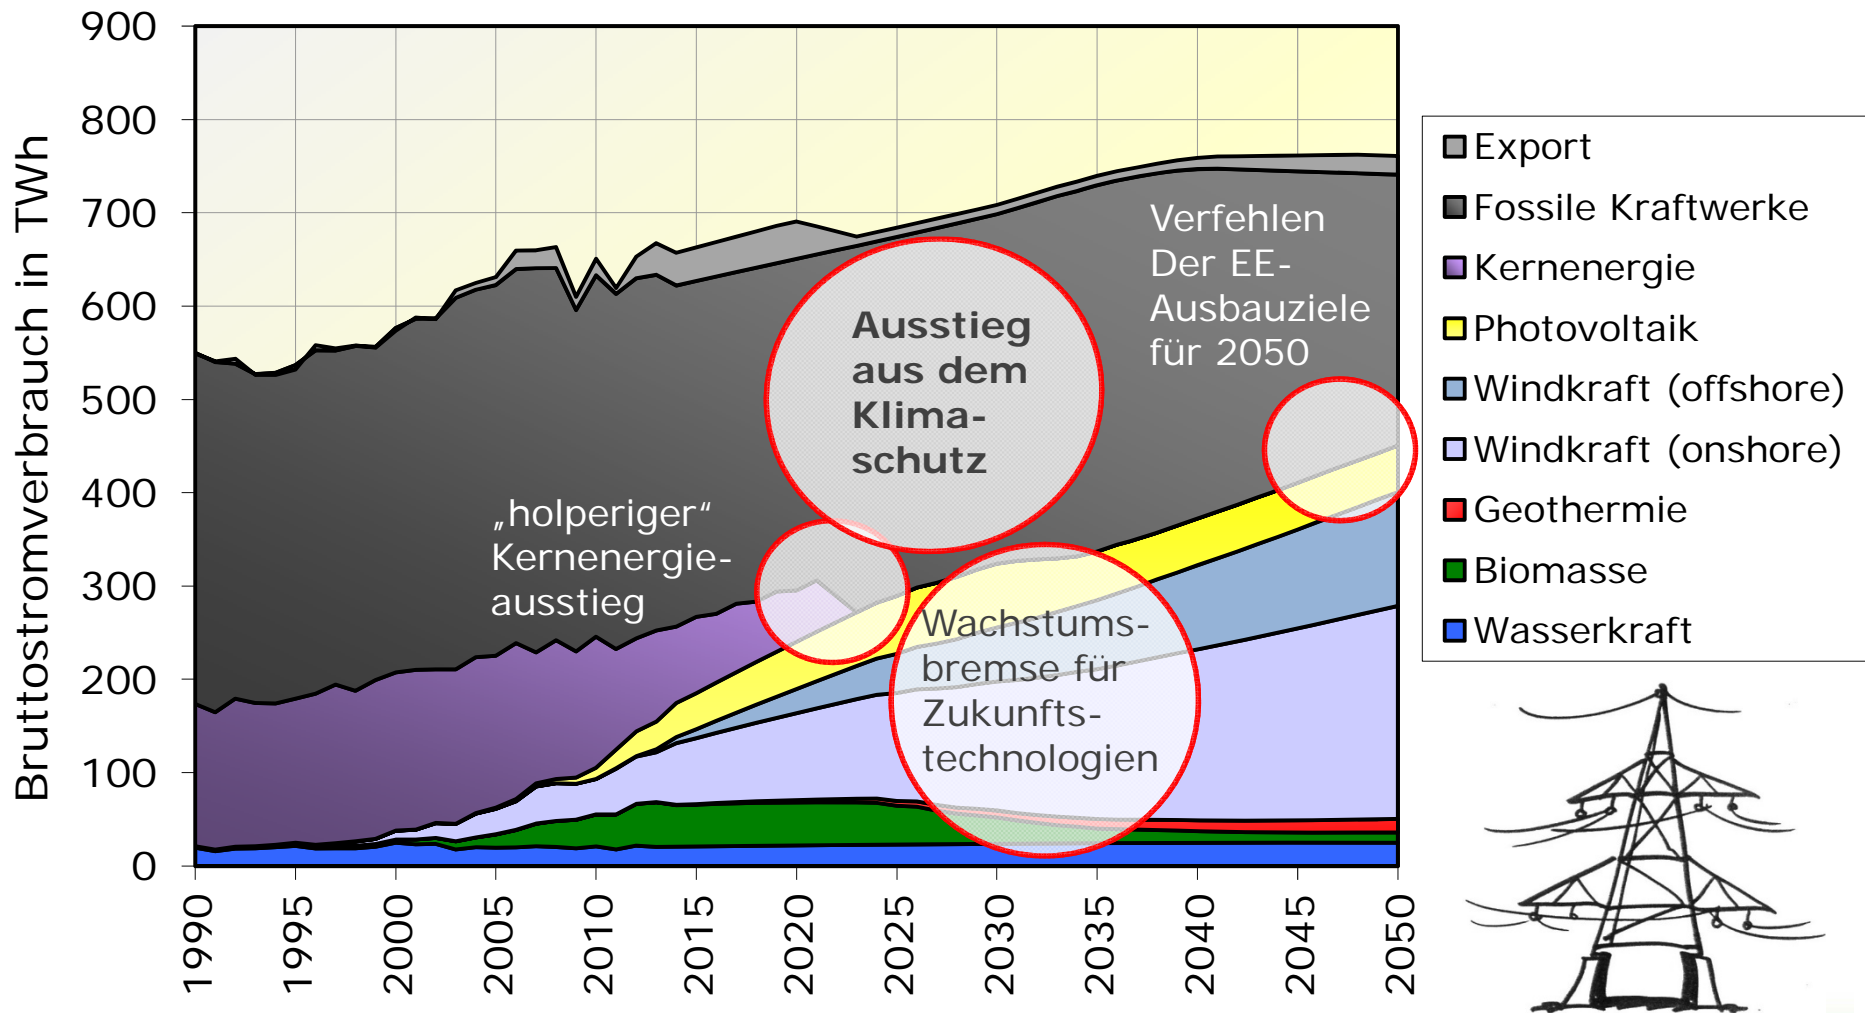 Bruttostromverbrauch in TWh
900
800
700
600
500
400
300
200
100
0
1990
1995
2000
2005
2010
2015
2020
2025
2030
2035
2040
2045
2050
„holperiger“
Kernenergie-
ausstieg
Ausstieg
aus dem
Klima-
schutz
Verfehlen
Der EE-
Ausbauziele
für 2050
Wachstums-
bremse für
Zukunfts-
technologien
Export
Fossile Kraftwerke
Kernenergie
Photovoltaik
Windkraft (offshore)
Windkraft (onshore)
Geothermie
Biomasse
Wasserkraft